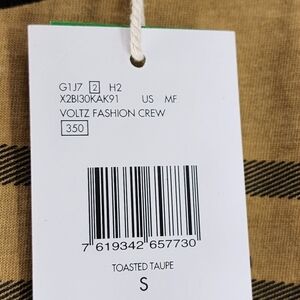 G1J7 2 H2
X2BI30KAK91 US MF
VOLTZ FASHION CREW
350
7 619342 657730
TOASTED TAUPE
S